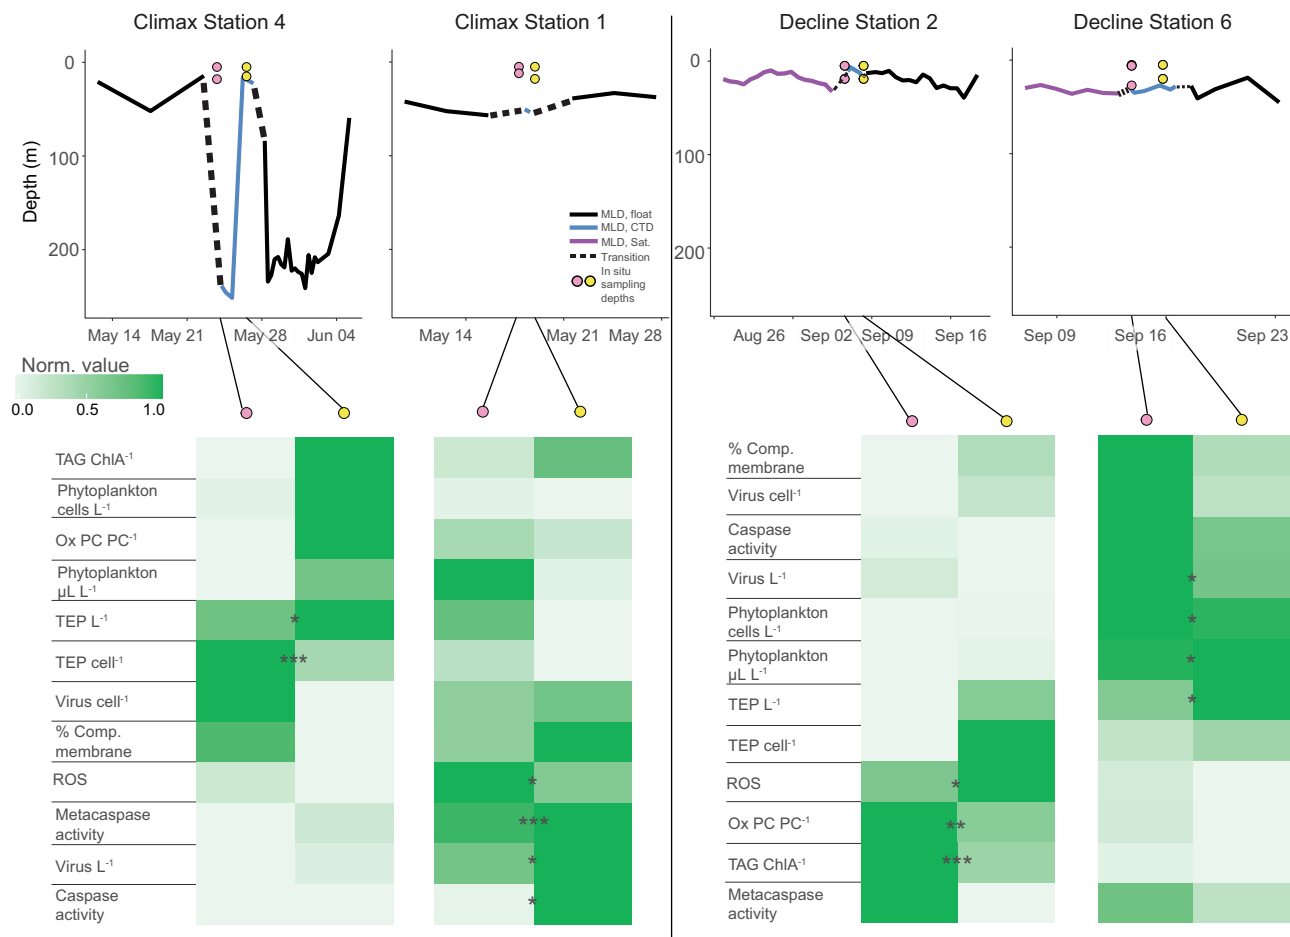 Climax Station 4
Climax Station 1
Decline Station 2
Decline Station 6
Depth (m)
0
100
200
0
100
200
MLD, float
MLD, CTD
MLD, Sat.
Transition
In situ
sampling
depths
May 14 May 21 May 28 Jun 04
May 14 May 21 May 28
Aug 26 Sep 02 Sep 09 Sep 16
Sep 09 Sep 16 Sep 23
Norm. value
0.0 0.5 1.0
TAG ChlA⁻¹
Phytoplankton
cells L⁻¹
Ox PC PC⁻¹
Phytoplankton
µL L⁻¹
TEP L⁻¹
*
TEP cell⁻¹
***
Virus cell⁻¹
% Comp.
membrane
ROS
*
Metacaspase
activity
***
Virus L⁻¹
*
Caspase
activity
*
% Comp.
membrane
Virus cell⁻¹
Caspase
activity
Virus L⁻¹
*
Phytoplankton
cells L⁻¹
*
Phytoplankton
µL L⁻¹
*
TEP L⁻¹
*
TEP cell⁻¹
ROS
*
Ox PC PC⁻¹
**
TAG ChlA⁻¹
***
Metacaspase
activity